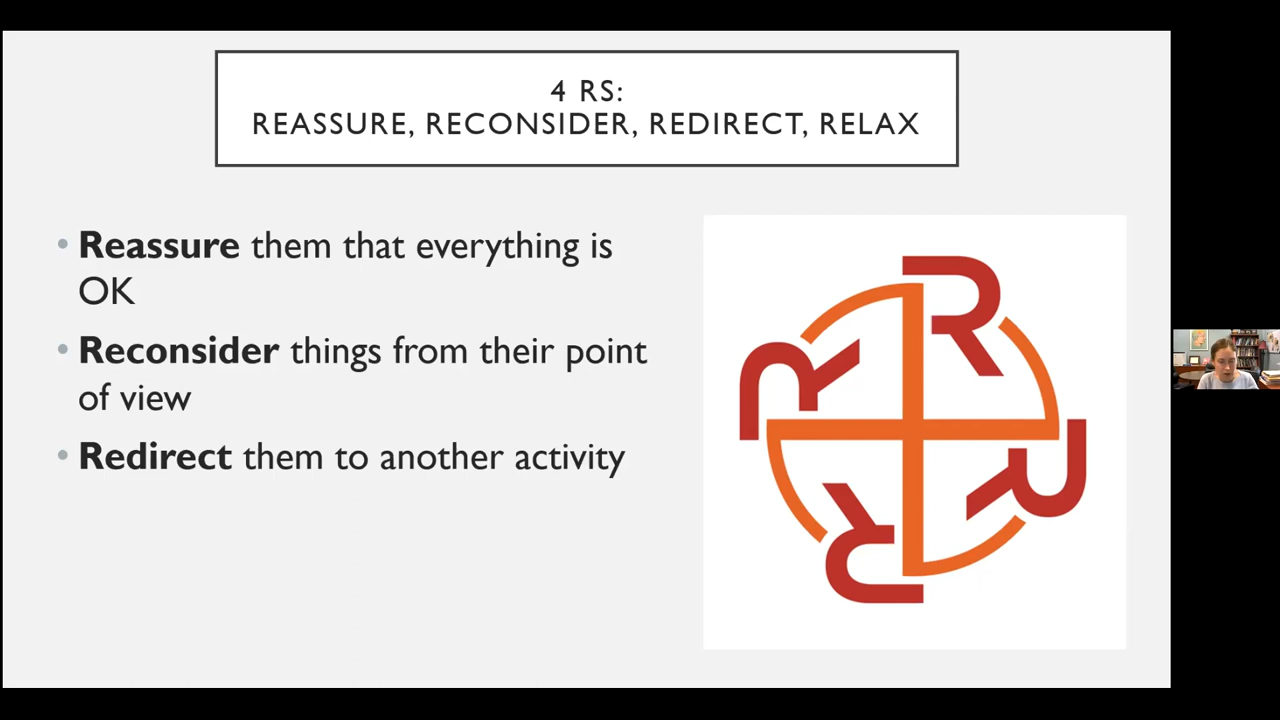 4 RS:
REASSURE, RECONSIDER, REDIRECT, RELAX
• Reassure them that everything is
OK
• Reconsider things from their point
of view
• Redirect them to another activity
R
R
R
R